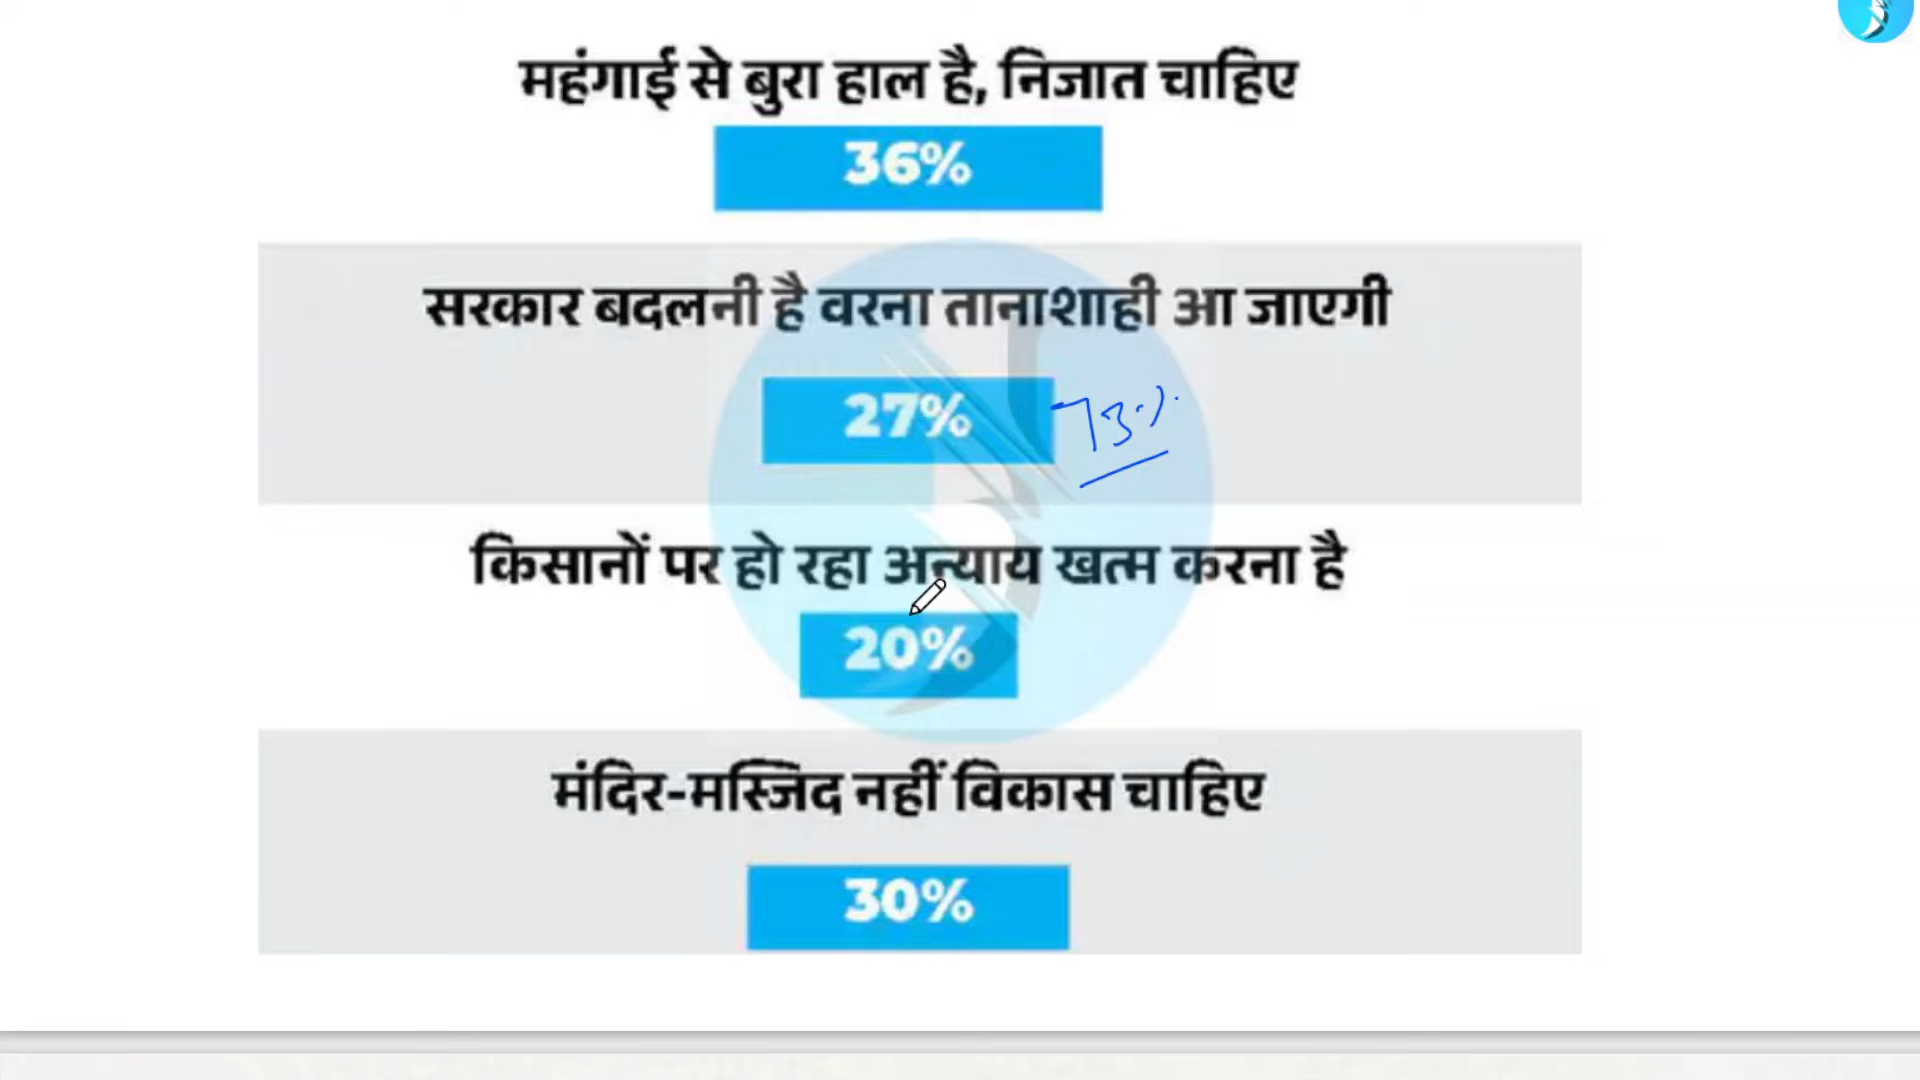 महंगाई से बुरा हाल है, निजात चाहिए
36%
सरकार बदलनी है वरना तानाशाही आ जाएगी
27%
73%
किसानों पर हो रहा अन्याय खत्म करना है
20%
मंदिर-मस्जिद नहीं विकास चाहिए
30%